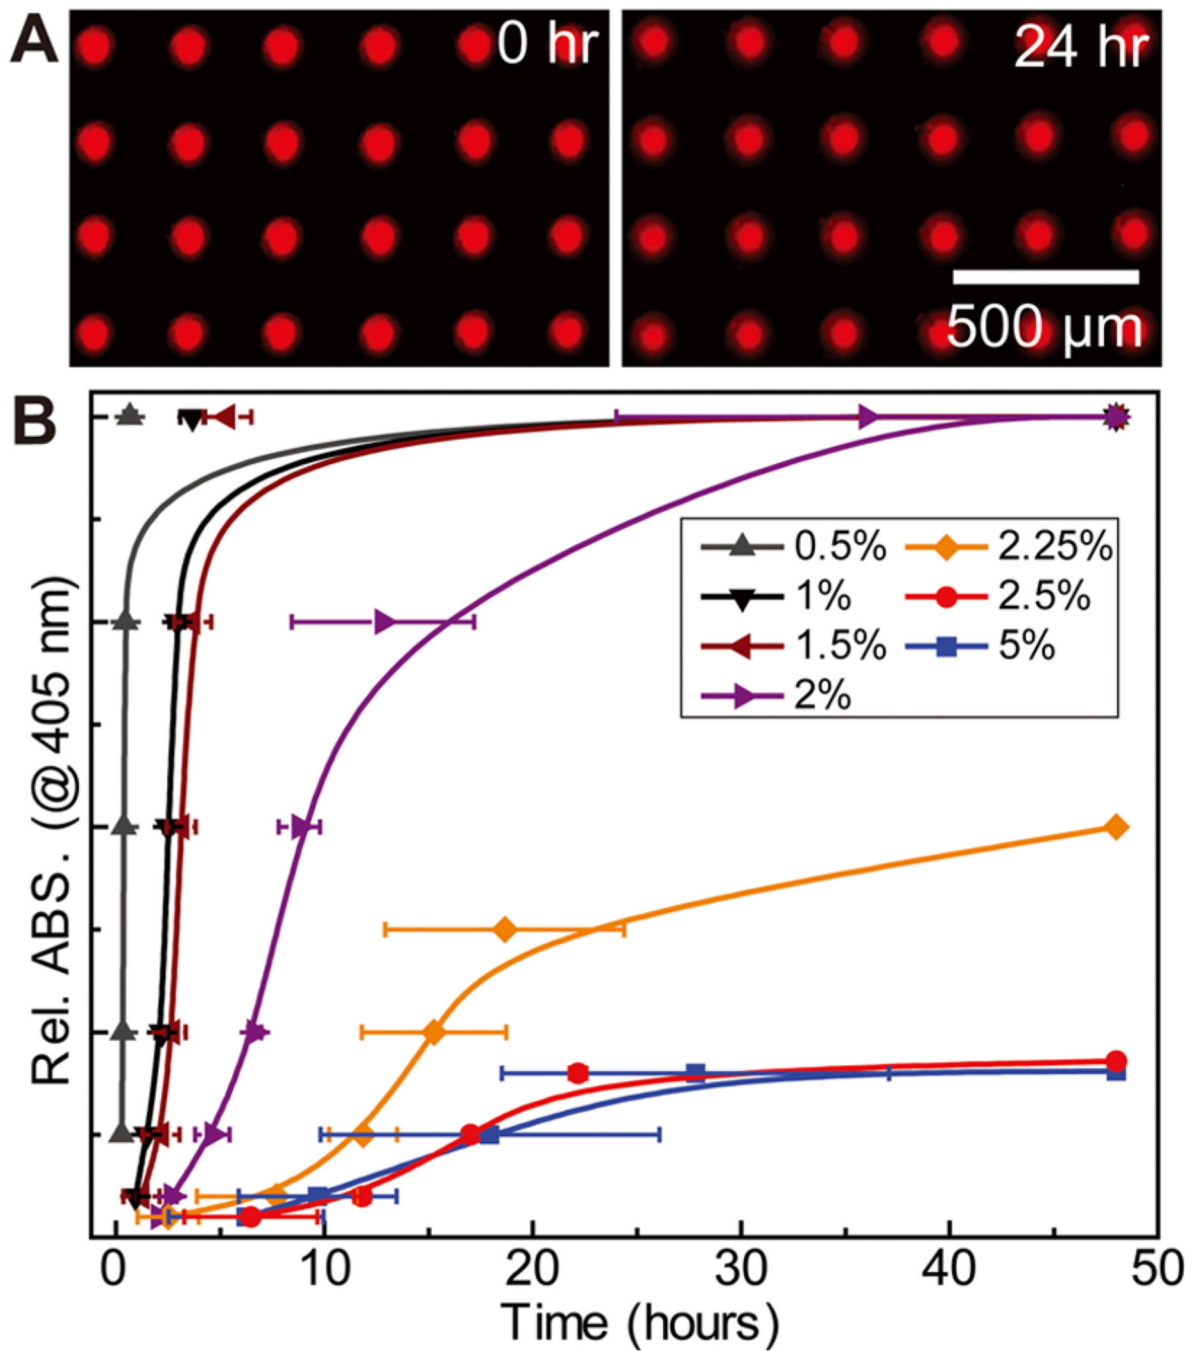 A
0 hr
24 hr
500 μm
B
Rel. ABS. (@405 nm)
0.5%
2.25%
1%
2.5%
1.5%
5%
2%
0 10 20 30 40 50
Time (hours)